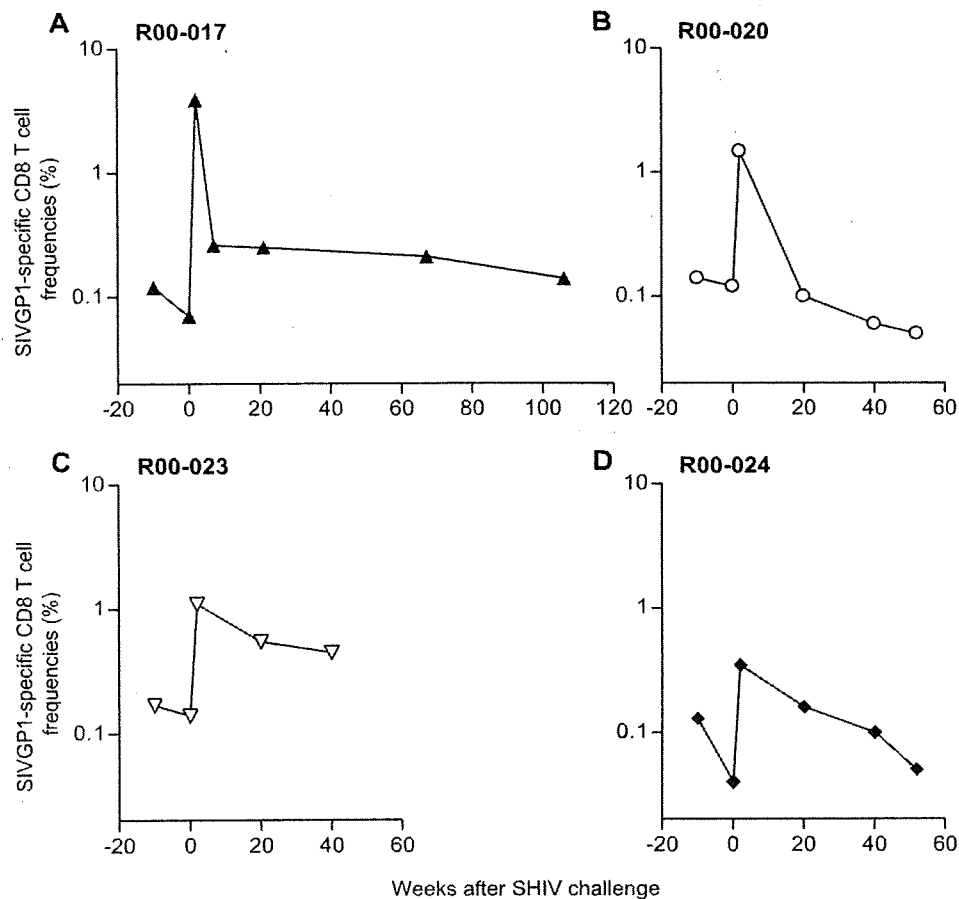 A
R00-017
SIVGP1-specific CD8 T cell
frequencies (%)
10
1
0.1
-20 0 20 40 60 80 100 120
B
R00-020
10
1
0.1
-20 0 20 40 60
C
R00-023
SIVGP1-specific CD8 T cell
frequencies (%)
10
1
0.1
-20 0 20 40 60
D
R00-024
10
1
0.1
-20 0 20 40 60
Weeks after SHIV challenge